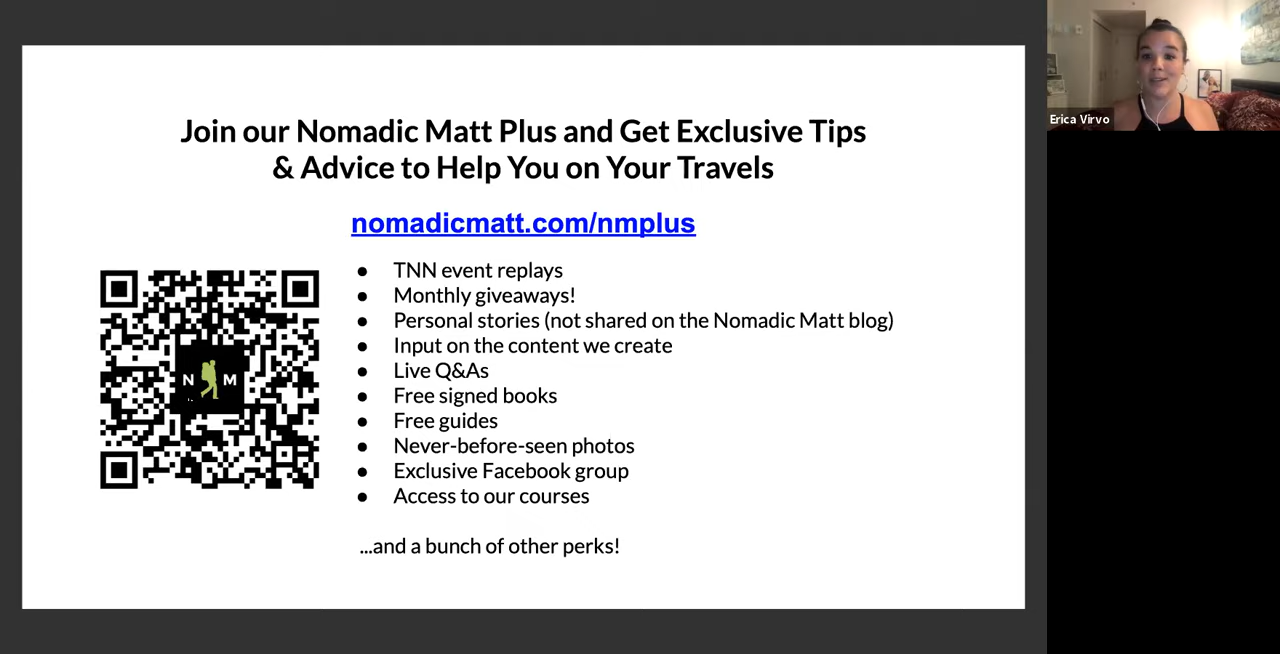 Join our Nomadic Matt Plus and Get Exclusive Tips
& Advice to Help You on Your Travels
nomadicmatt.com/nmplus
● TNN event replays
● Monthly giveaways!
● Personal stories (not shared on the Nomadic Matt blog)
● Input on the content we create
● Live Q&As
● Free signed books
● Free guides
● Never-before-seen photos
● Exclusive Facebook group
● Access to our courses
...and a bunch of other perks!
N M
Erica Virvo